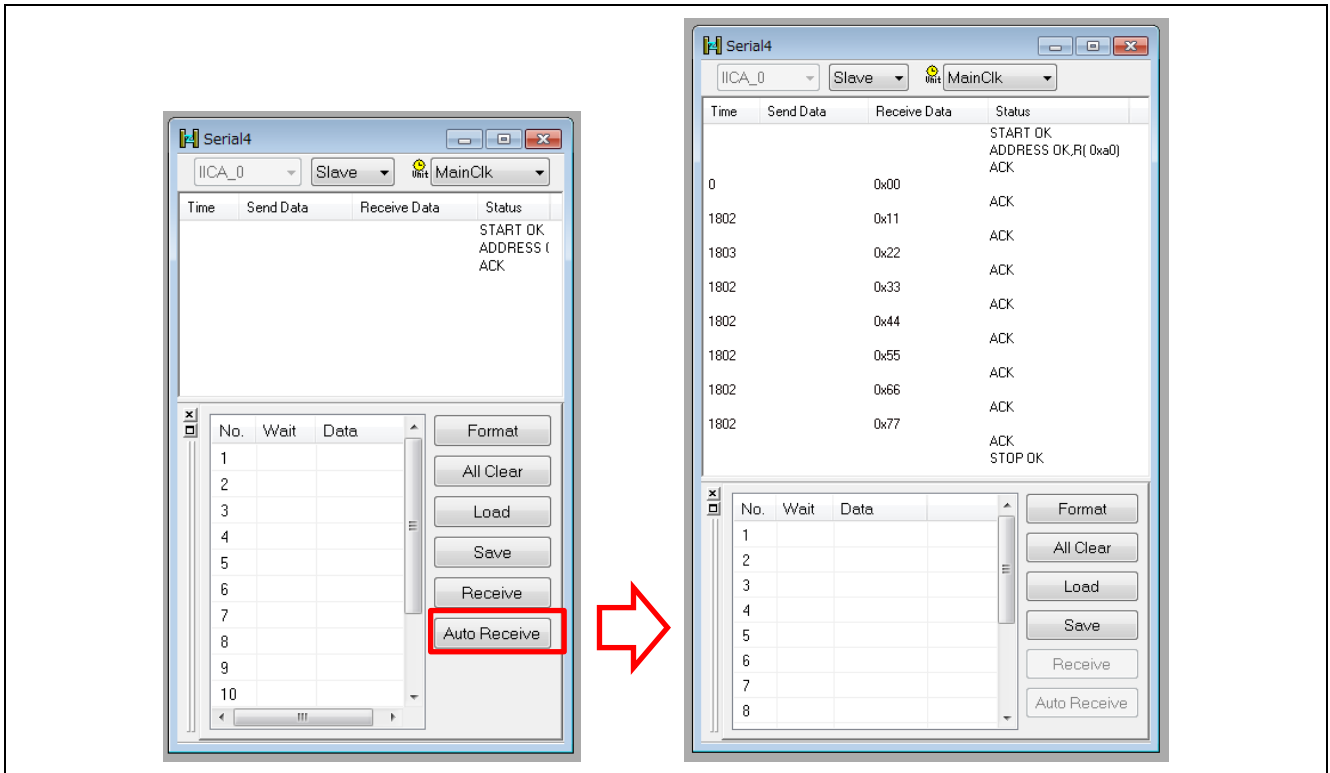 Serial4
IICA_0 Slave Unit MainClk
Time Send Data Receive Data Status
START OK
ADDRESS (
ACK
No. Wait Data
1
2
3
4
5
6
7
8
9
10
Format
All Clear
Load
Save
Receive
Auto Receive
Serial4
IICA_0 Slave Unit MainClk
Time Send Data Receive Data Status
START OK
ADDRESS OK,R( 0xa0)
ACK
0 0x00
ACK
1802 0x11
ACK
1803 0x22
ACK
1802 0x33
ACK
1802 0x44
ACK
1802 0x55
ACK
1802 0x66
ACK
1802 0x77
ACK
STOP OK
No. Wait Data
1
2
3
4
5
6
7
8
Format
All Clear
Load
Save
Receive
Auto Receive